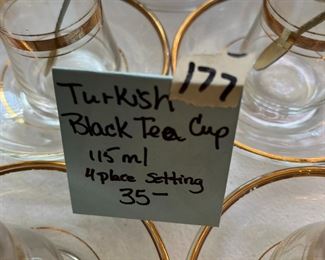 177
Turkish
Black Tea Cup
115 ml
4 place setting
35-